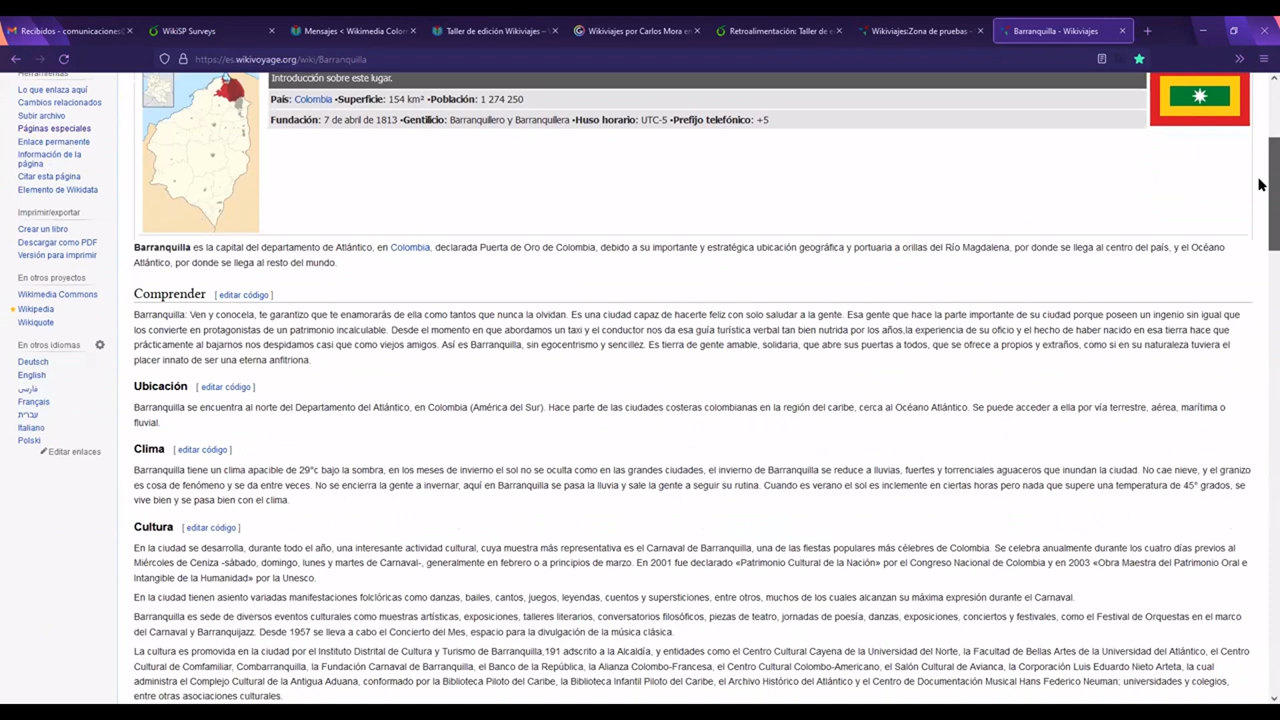 Recibidos - comunicaciones(
WikiSP Surveys
Mensajes < Wikimedia Colom
Taller de edición Wikiviajes – \
Wikiviajes por Carlos Mora en
Retroalimentación: Taller de e
Wikiviajes:Zona de pruebas -
Barranquilla - Wikiviajes
https://es.wikivoyage.org/wiki/Barranquilla
Herramientas
Lo que enlaza aquí
Cambios relacionados
Subir archivo
Páginas especiales
Enlace permanente
Información de la
página
Citar esta página
Elemento de Wikidata
Imprimir/exportar
Crear un libro
Descargar como PDF
Versión para imprimir
En otros proyectos
Wikimedia Commons
Wikipedia
Wikiquote
En otros idiomas
Deutsch
English
فارسی
Français
עברית
Italiano
Polski
Editar enlaces
Introducción sobre este lugar.
País: Colombia •Superficie: 154 km² •Población: 1 274 250
Fundación: 7 de abril de 1813 •Gentilicio: Barranquillero y Barranquillera •Huso horario: UTC-5 •Prefijo telefónico: +5
Barranquilla es la capital del departamento de Atlántico, en Colombia, declarada Puerta de Oro de Colombia, debido a su importante y estratégica ubicación geográfica y portuaria a orillas del Río Magdalena, por donde se llega al centro del país, y el Océano
Atlántico, por donde se llega al resto del mundo.
Comprender [ editar código ]
Barranquilla: Ven y conocela, te garantizo que te enamorarás de ella como tantos que nunca la olvidan. Es una ciudad capaz de hacerte feliz con solo saludar a la gente. Esa gente que hace la parte importante de su ciudad porque poseen un ingenio sin igual que
los convierte en protagonistas de un patrimonio incalculable. Desde el momento en que abordamos un taxi y el conductor nos da esa guía turística verbal tan bien nutrida por los años,la experiencia de su oficio y el hecho de haber nacido en esa tierra hace que
prácticamente al bajarnos nos despidamos casi que como viejos amigos. Así es Barranquilla, sin egocentrismo y sencillez. Es tierra de gente amable, solidaria, que abre sus puertas a todos, que se ofrece a propios y extraños, como si en su naturaleza tuviera el
placer innato de ser una eterna anfitriona.
Ubicación [ editar código ]
Barranquilla se encuentra al norte del Departamento del Atlántico, en Colombia (América del Sur). Hace parte de las ciudades costeras colombianas en la región del caribe, cerca al Océano Atlántico. Se puede acceder a ella por vía terrestre, aérea, marítima o
fluvial.
Clima [ editar código ]
Barranquilla tiene un clima apacible de 29°c bajo la sombra, en los meses de invierno el sol no se oculta como en las grandes ciudades, el invierno de Barranquilla se reduce a lluvias, fuertes y torrenciales aguaceros que inundan la ciudad. No cae nieve, y el granizo
es cosa de fenómeno y se da entre veces. No se encierra la gente a invernar, aquí en Barranquilla se pasa la lluvia y sale la gente a seguir su rutina. Cuando es verano el sol es inclemente en ciertas horas pero nada que supere una temperatura de 45° grados, se
vive bien y se pasa bien con el clima.
Cultura [ editar código ]
En la ciudad se desarrolla, durante todo el año, una interesante actividad cultural, cuya muestra más representativa es el Carnaval de Barranquilla, una de las fiestas populares más célebres de Colombia. Se celebra anualmente durante los cuatro días previos al
Miércoles de Ceniza -sábado, domingo, lunes y martes de Carnaval-, generalmente en febrero o a principios de marzo. En 2001 fue declarado «Patrimonio Cultural de la Nación» por el Congreso Nacional de Colombia y en 2003 «Obra Maestra del Patrimonio Oral e
Intangible de la Humanidad» por la Unesco.
En la ciudad tienen asiento variadas manifestaciones folclóricas como danzas, bailes, cantos, juegos, leyendas, cuentos y supersticiones, entre otros, muchos de los cuales alcanzan su máxima expresión durante el Carnaval.
Barranquilla es sede de diversos eventos culturales como muestras artísticas, exposiciones, talleres literarios, conversatorios filosóficos, piezas de teatro, jornadas de poesía, danzas, exposiciones, conciertos y festivales, como el Festival de Orquestas en el marco
del Carnaval y Barranquijazz. Desde 1957 se lleva a cabo el Concierto del Mes, espacio para la divulgación de la música clásica.
La cultura es promovida en la ciudad por el Instituto Distrital de Cultura y Turismo de Barranquilla,191 adscrito a la Alcaldía, y entidades como el Centro Cultural Cayena de la Universidad del Norte, la Facultad de Bellas Artes de la Universidad del Atlántico, el Centro
Cultural de Comfamiliar, Combarranquilla, la Fundación Carnaval de Barranquilla, el Banco de la República, la Alianza Colombo-Francesa, el Centro Cultural Colombo-Americano, el Salón Cultural de Avianca, la Corporación Luis Eduardo Nieto Arteta, la cual
administra el Complejo Cultural de la Antigua Aduana, conformado por la Biblioteca Piloto del Caribe, la Biblioteca Infantil Piloto del Caribe, el Archivo Histórico del Atlántico y el Centro de Documentación Musical Hans Federico Neuman; universidades y colegios,
entre otras asociaciones culturales.